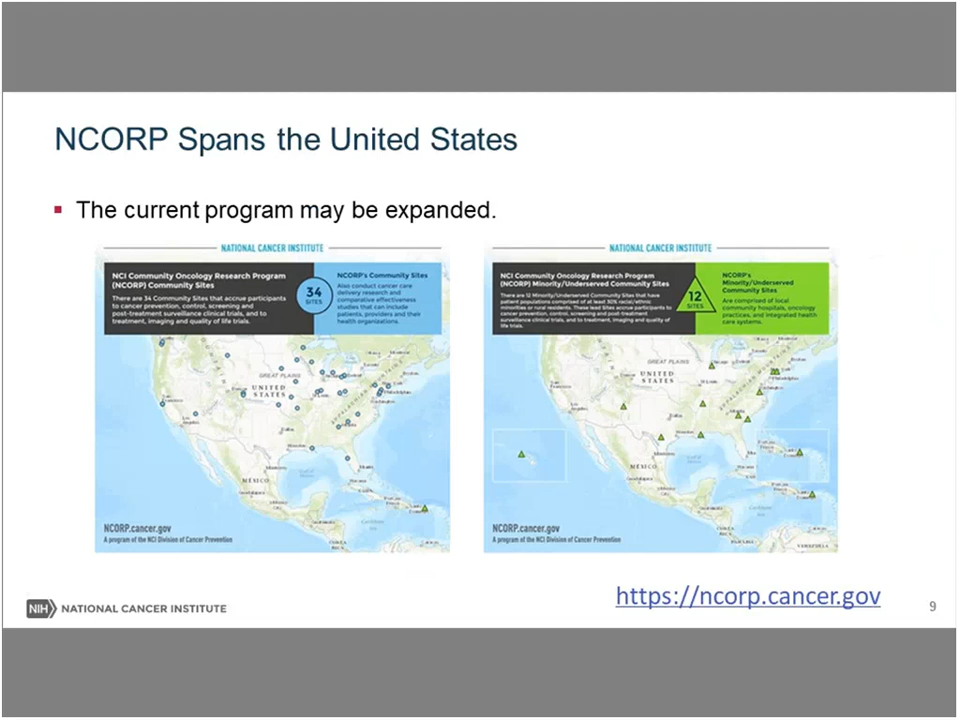 NCORP Spans the United States
The current program may be expanded.
NATIONAL CANCER INSTITUTE
NCI Community Oncology Research Program
(NCORP) Community Sites
There are 34 Community Sites that accrue participants
to cancer prevention, control, screening and
post-treatment surveillance clinical trials, and to
treatment, imaging and quality of life trials.
34
SITES
NCORP's Community Sites
Also conduct cancer care
delivery research and
comparative effectiveness
studies that can include
patients, providers and their
health organizations.
GREAT PLAINS
UNITED
STATES
MÉXICO
NCORP.cancer.gov
A program of the NCI Division of Cancer Prevention
NATIONAL CANCER INSTITUTE
NCI Community Oncology Research Program
(NCORP) Minority/Underserved Community Sites
There are 12 Minority/Underserved Community Sites that have
patient populations comprised of at least 30% racial/ethnic
minorities or rural residents. These lead Sites accrue participants to
cancer prevention, control, screening and post-treatment
surveillance clinical trials, and to treatment, imaging and quality of
life trials.
12
SITES
NCORP's
Minority/Underserved
Community Sites
Are comprised of local
community hospitals, oncology
practices, and integrated health
care systems.
GREAT PLAINS
UNITED
STATES
MÉXICO
NCORP.cancer.gov
A program of the NCI Division of Cancer Prevention
https://ncorp.cancer.gov
NIH NATIONAL CANCER INSTITUTE
9